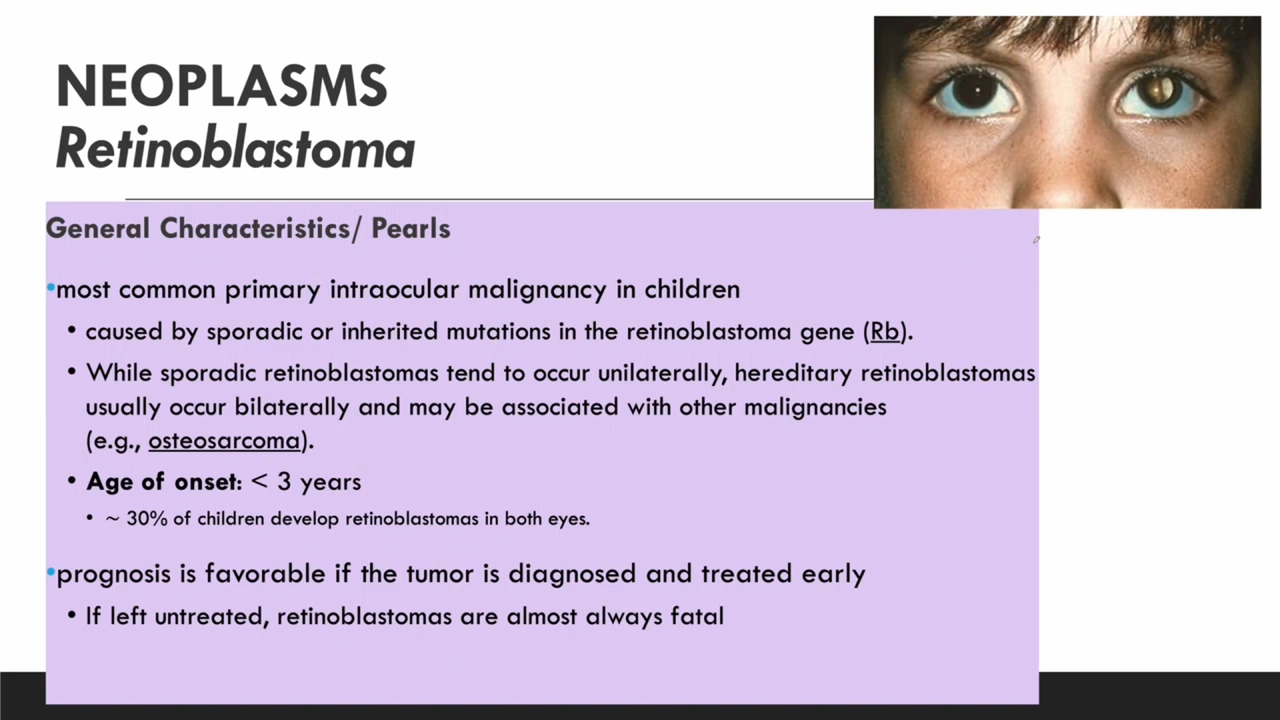 NEOPLASMS
Retinoblastoma
General Characteristics/ Pearls
•most common primary intraocular malignancy in children
• caused by sporadic or inherited mutations in the retinoblastoma gene (Rb).
• While sporadic retinoblastomas tend to occur unilaterally, hereditary retinoblastomas
usually occur bilaterally and may be associated with other malignancies
(e.g., osteosarcoma).
• Age of onset: < 3 years
• ~ 30% of children develop retinoblastomas in both eyes.
•prognosis is favorable if the tumor is diagnosed and treated early
• If left untreated, retinoblastomas are almost always fatal